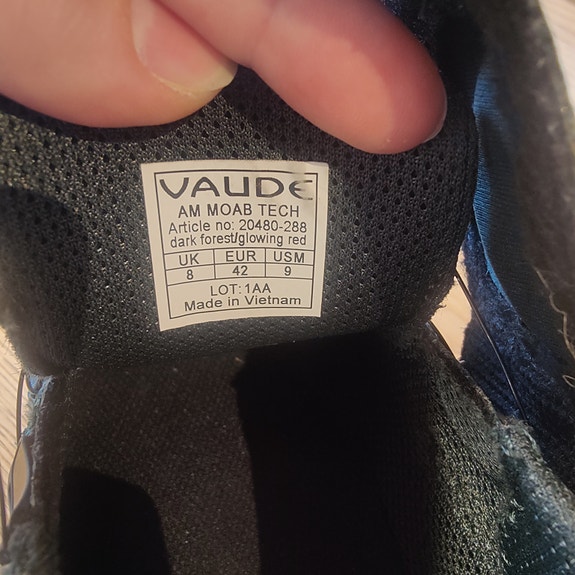 VAUDE
AM MOAB TECH
Article no: 20480-288
dark forest/glowing red
UK EUR USM
8 42 9
LOT:1AA
Made in Vietnam